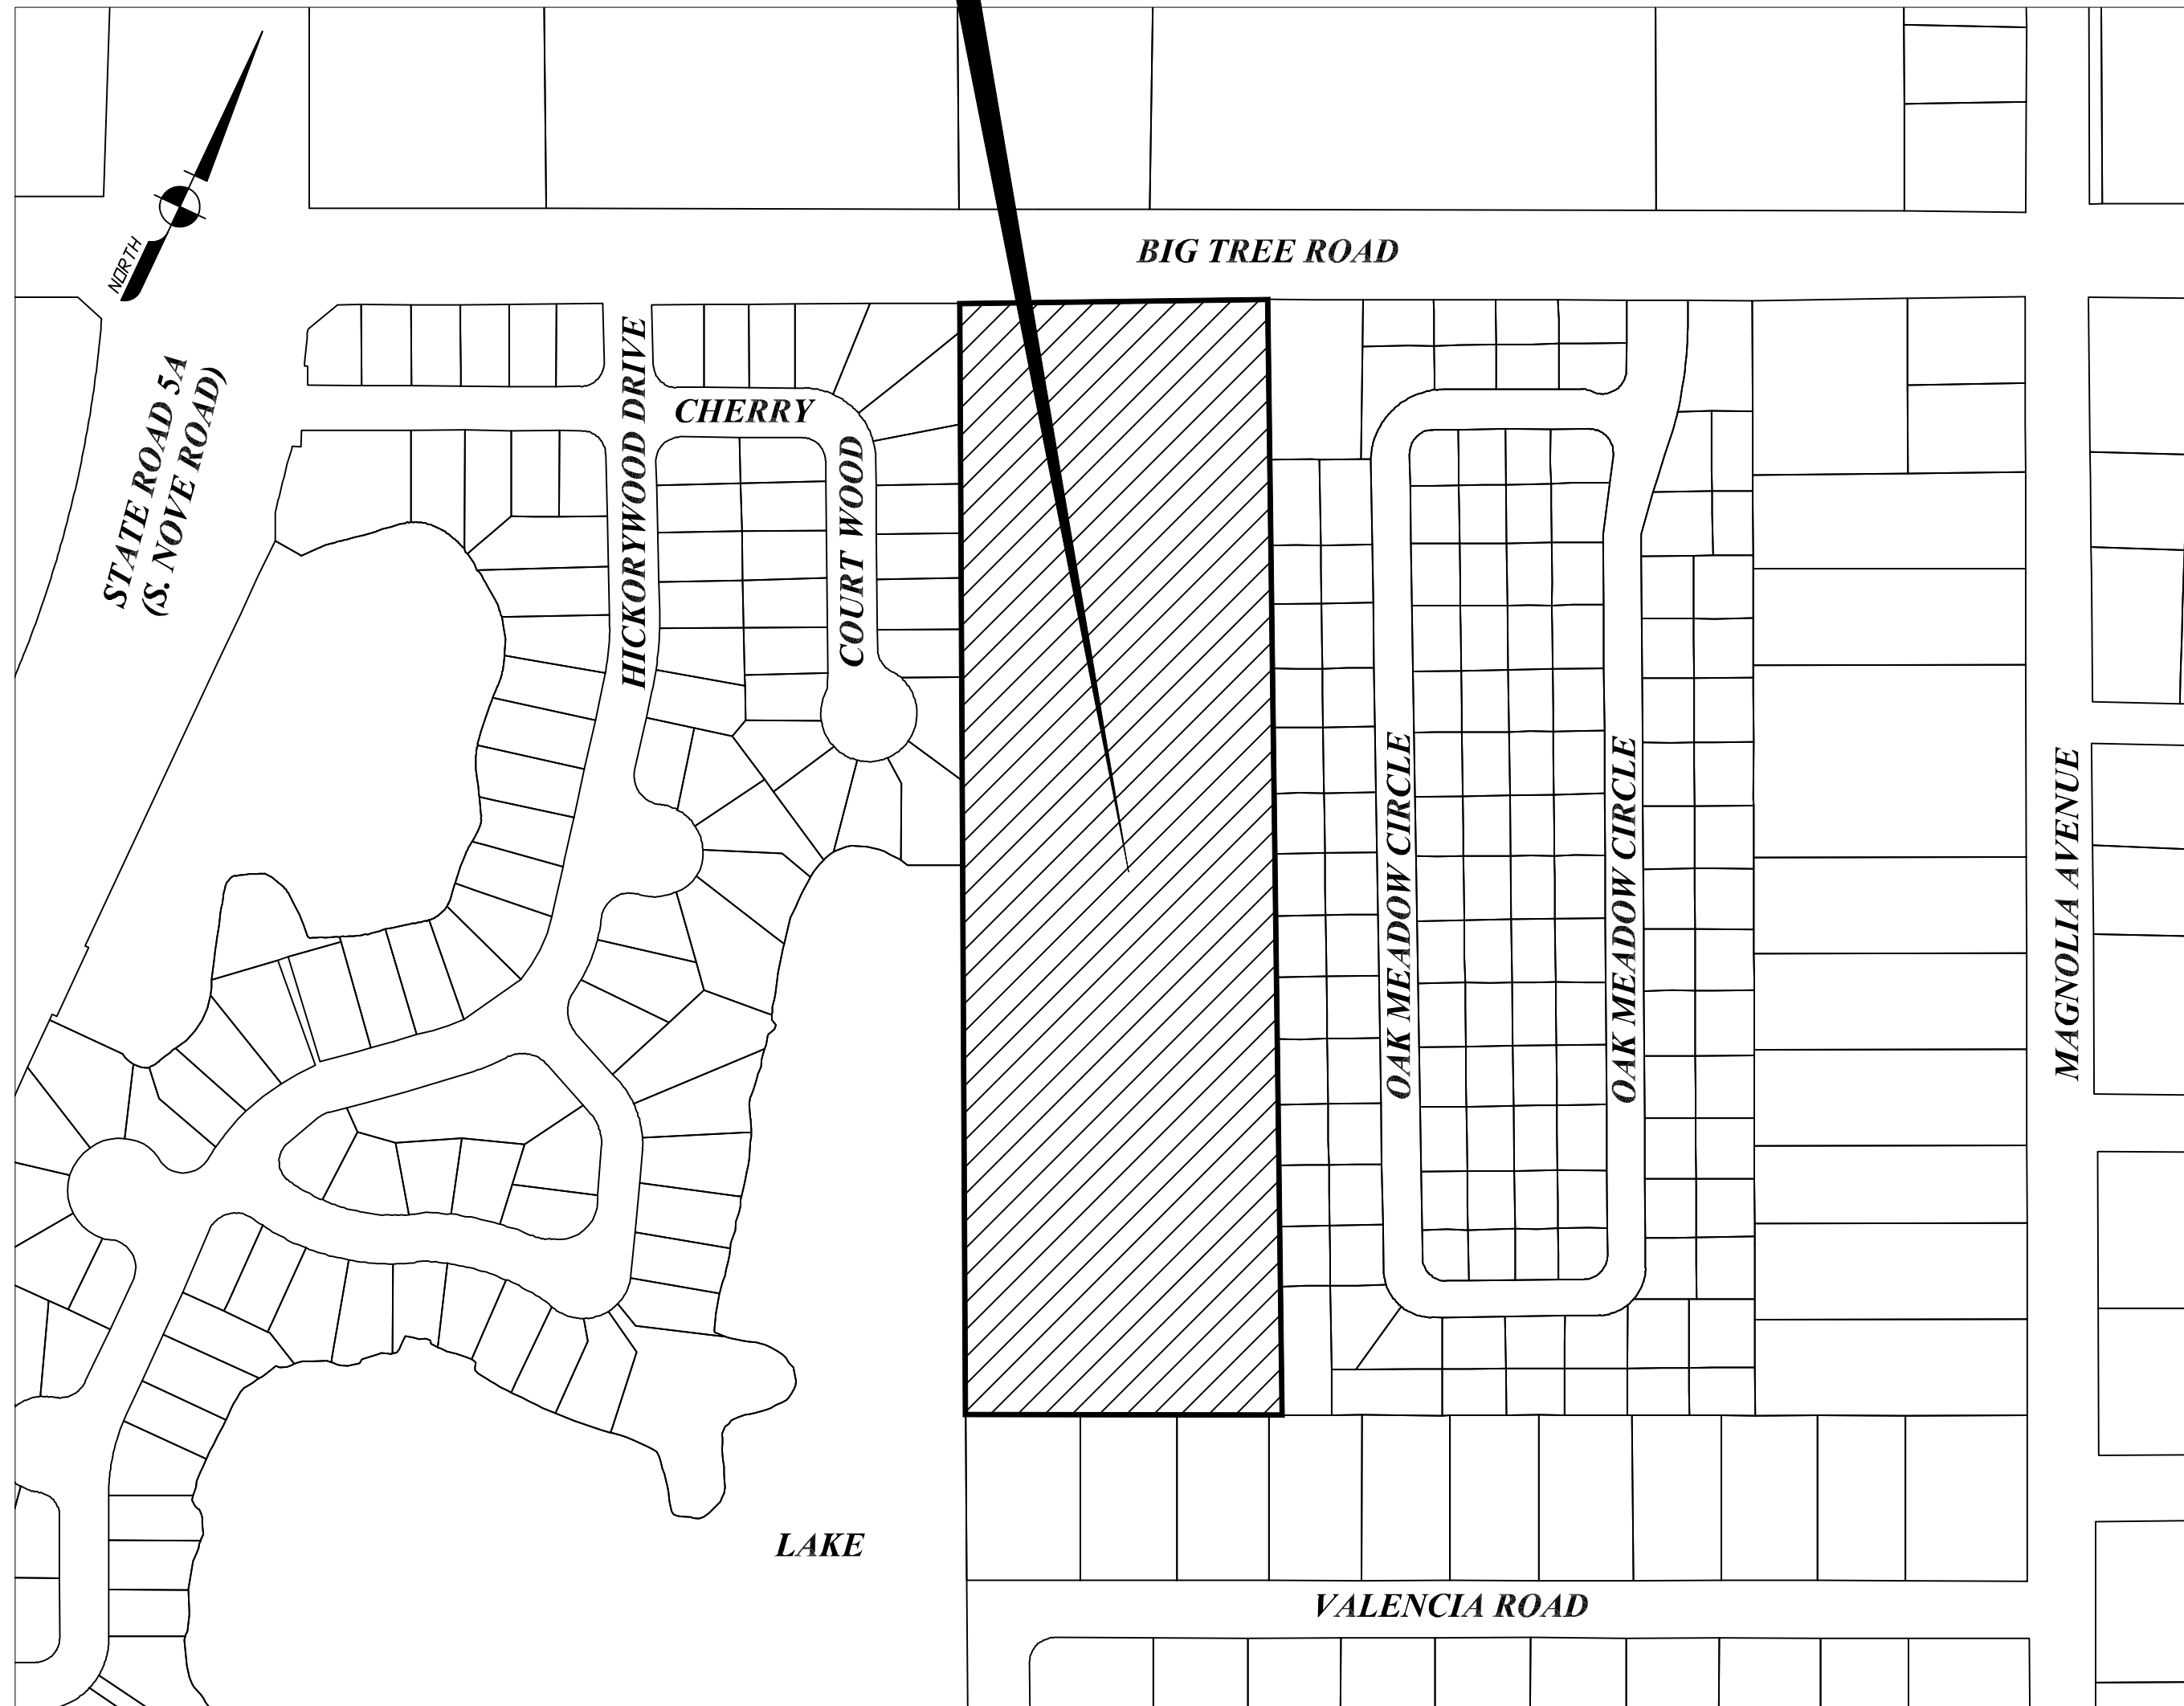 BIG TREE ROAD
NORTH
STATE ROAD 5A
(S. NOVE ROAD)
HICKORYWOOD DRIVE
CHERRY
COURT WOOD
OAK MEADOW CIRCLE
OAK MEADOW CIRCLE
MAGNOLIA AVENUE
LAKE
VALENCIA ROAD